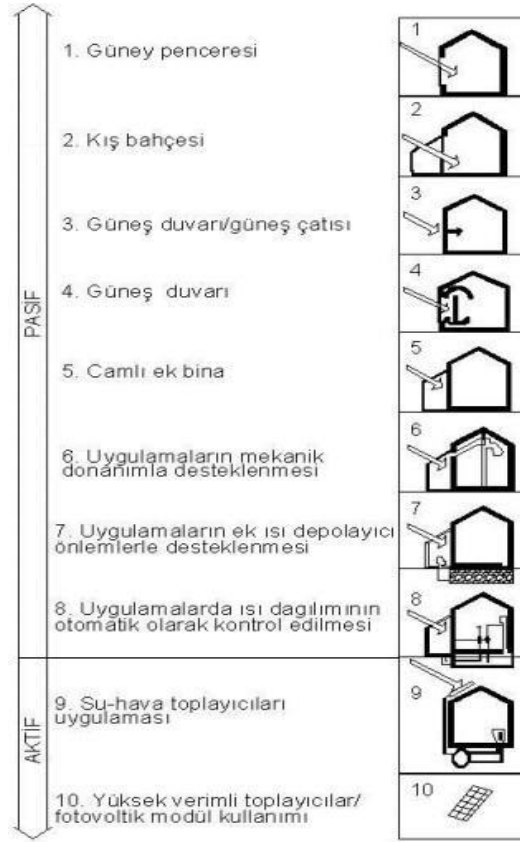 PASİF
1. Güney penceresi
1
2. Kış bahçesi
2
3. Güneş duvarı/güneş çatısı
3
4. Güneş duvarı
4
5. Camlı ek bina
5
6. Uygulamaların mekanik
donanımla desteklenmesi
6
7. Uygulamaların ek ısı depolayıcı
önlemlerle desteklenmesi
7
8. Uygulamalarda ısı dagılımının
otomatik olarak kontrol edilmesi
8
AKTİF
9. Su-hava toplayıcıları
uygulaması
9
10. Yüksek verimli toplayıcılar/
fotovoltik modül kullanımı
10